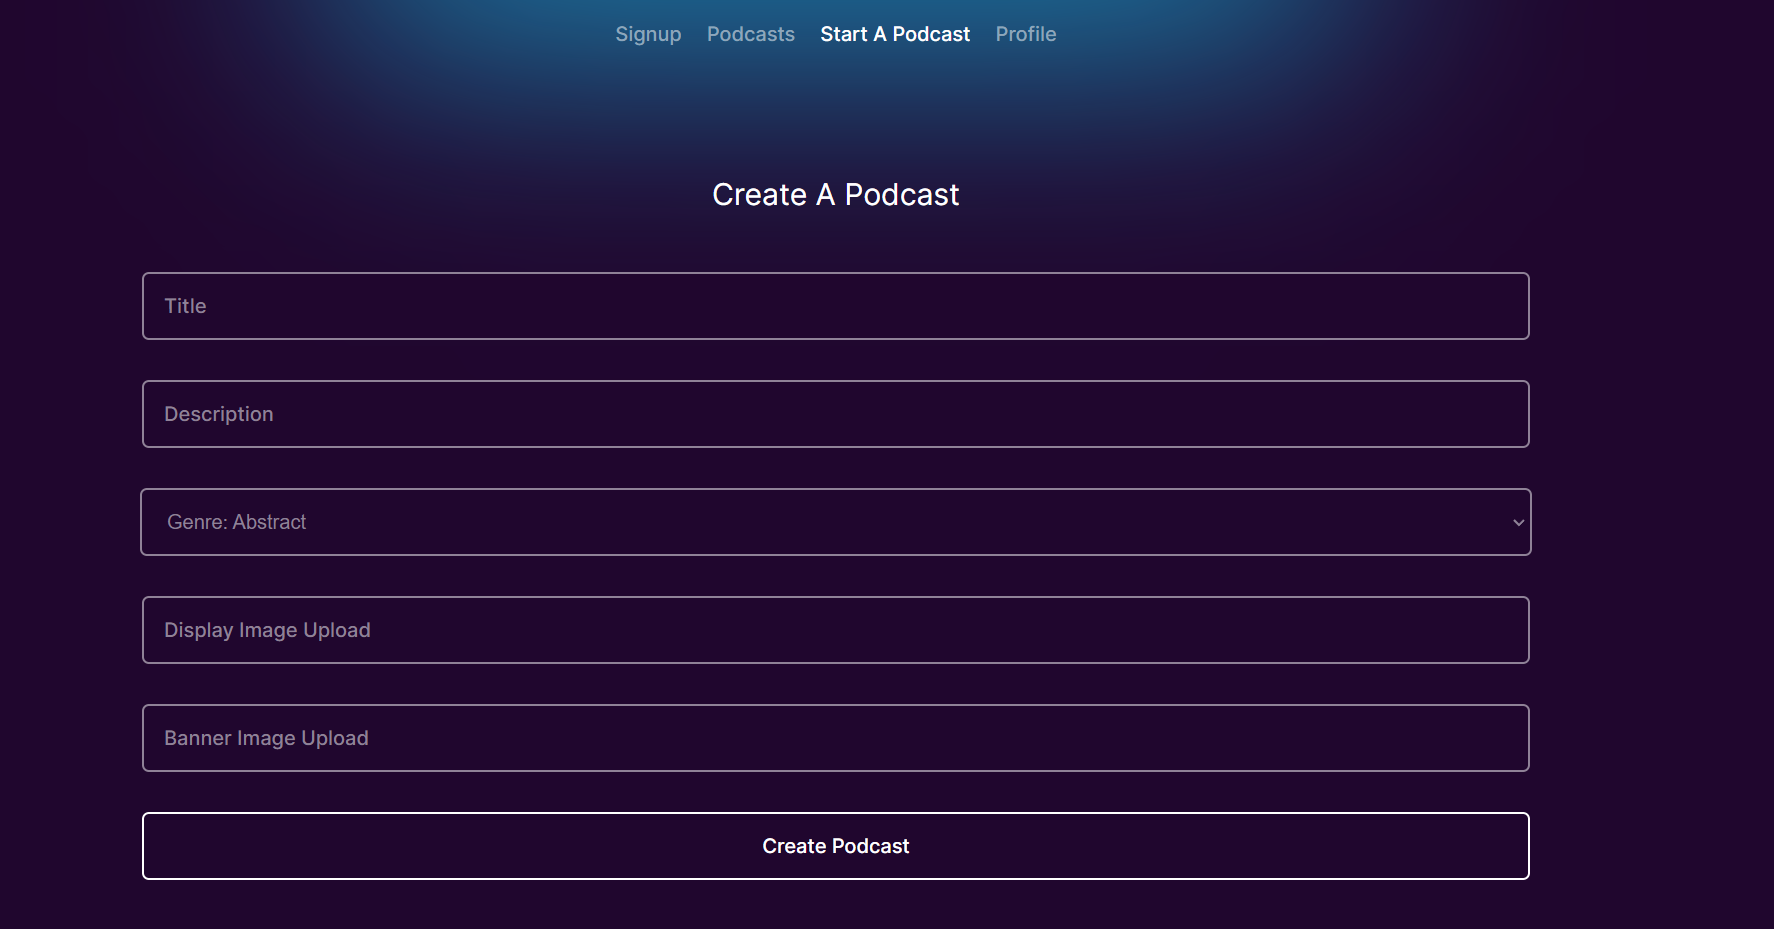 Signup Podcasts Start A Podcast Profile
Create A Podcast
Title
Description
Genre: Abstract
Display Image Upload
Banner Image Upload
Create Podcast